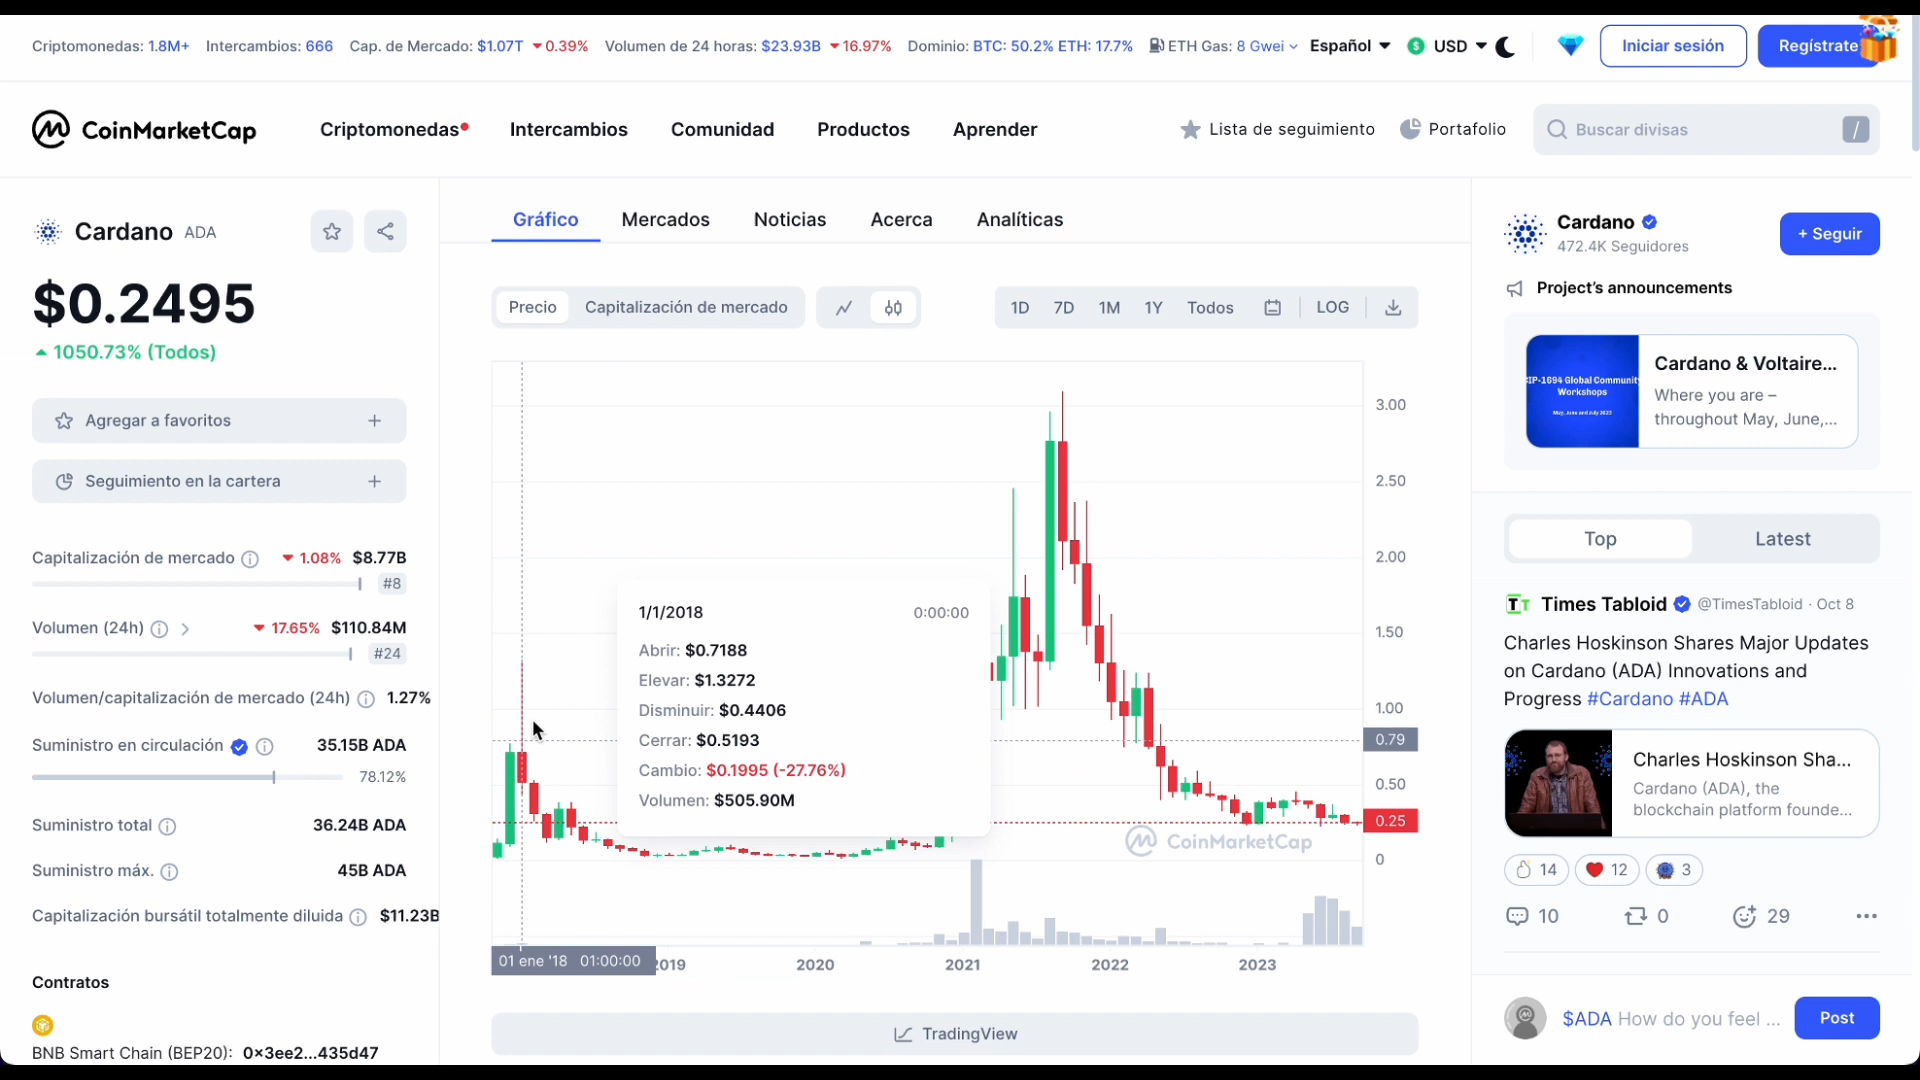 Criptomonedas: 1.8M+ Intercambios: 666 Cap. de Mercado: $1.07T 0.39% Volumen de 24 horas: $23.93B 16.97% Dominio: BTC: 50.2% ETH: 17.7% ETH Gas: 8 Gwei Español USD Iniciar sesión Regístrate
CoinMarketCap Criptomonedas Intercambios Comunidad Productos Aprender Lista de seguimiento Portafolio Buscar divisas /
Cardano ADA
$0.2495
1050.73% (Todos)
Agregar a favoritos +
Seguimiento en la cartera +
Capitalización de mercado 1.08% $8.77B
#8
Volumen (24h) 17.65% $110.84M
#24
Volumen/capitalización de mercado (24h) 1.27%
Suministro en circulación 35.15B ADA
78.12%
Suministro total 36.24B ADA
Suministro máx. 45B ADA
Capitalización bursátil totalmente diluida $11.23B
Contratos
BNB Smart Chain (BEP20): 0x3ee2...435d47
Gráfico Mercados Noticias Acerca Analíticas
Precio Capitalización de mercado 1D 7D 1M 1Y Todos LOG
3.00
2.50
2.00
1.50
1.00
0.79
0.50
0.25
0
1/1/2018 0:00:00
Abrir: $0.7188
Elevar: $1.3272
Disminuir: $0.4406
Cerrar: $0.5193
Cambio: $0.1995 (-27.76%)
Volumen: $505.90M
CoinMarketCap
01 ene '18 01:00:00 2019 2020 2021 2022 2023
TradingView
Cardano
472.4K Seguidores
+ Seguir
Project's announcements
CIP-1694 Global Community
Workshops
May, June and July 2023
Cardano & Voltaire...
Where you are –
throughout May, June,...
Top Latest
Times Tabloid @TimesTabloid · Oct 8
Charles Hoskinson Shares Major Updates
on Cardano (ADA) Innovations and
Progress #Cardano #ADA
Charles Hoskinson Sha...
Cardano (ADA), the
blockchain platform founde...
14 12 3
10 0 29
$ADA How do you feel ... Post